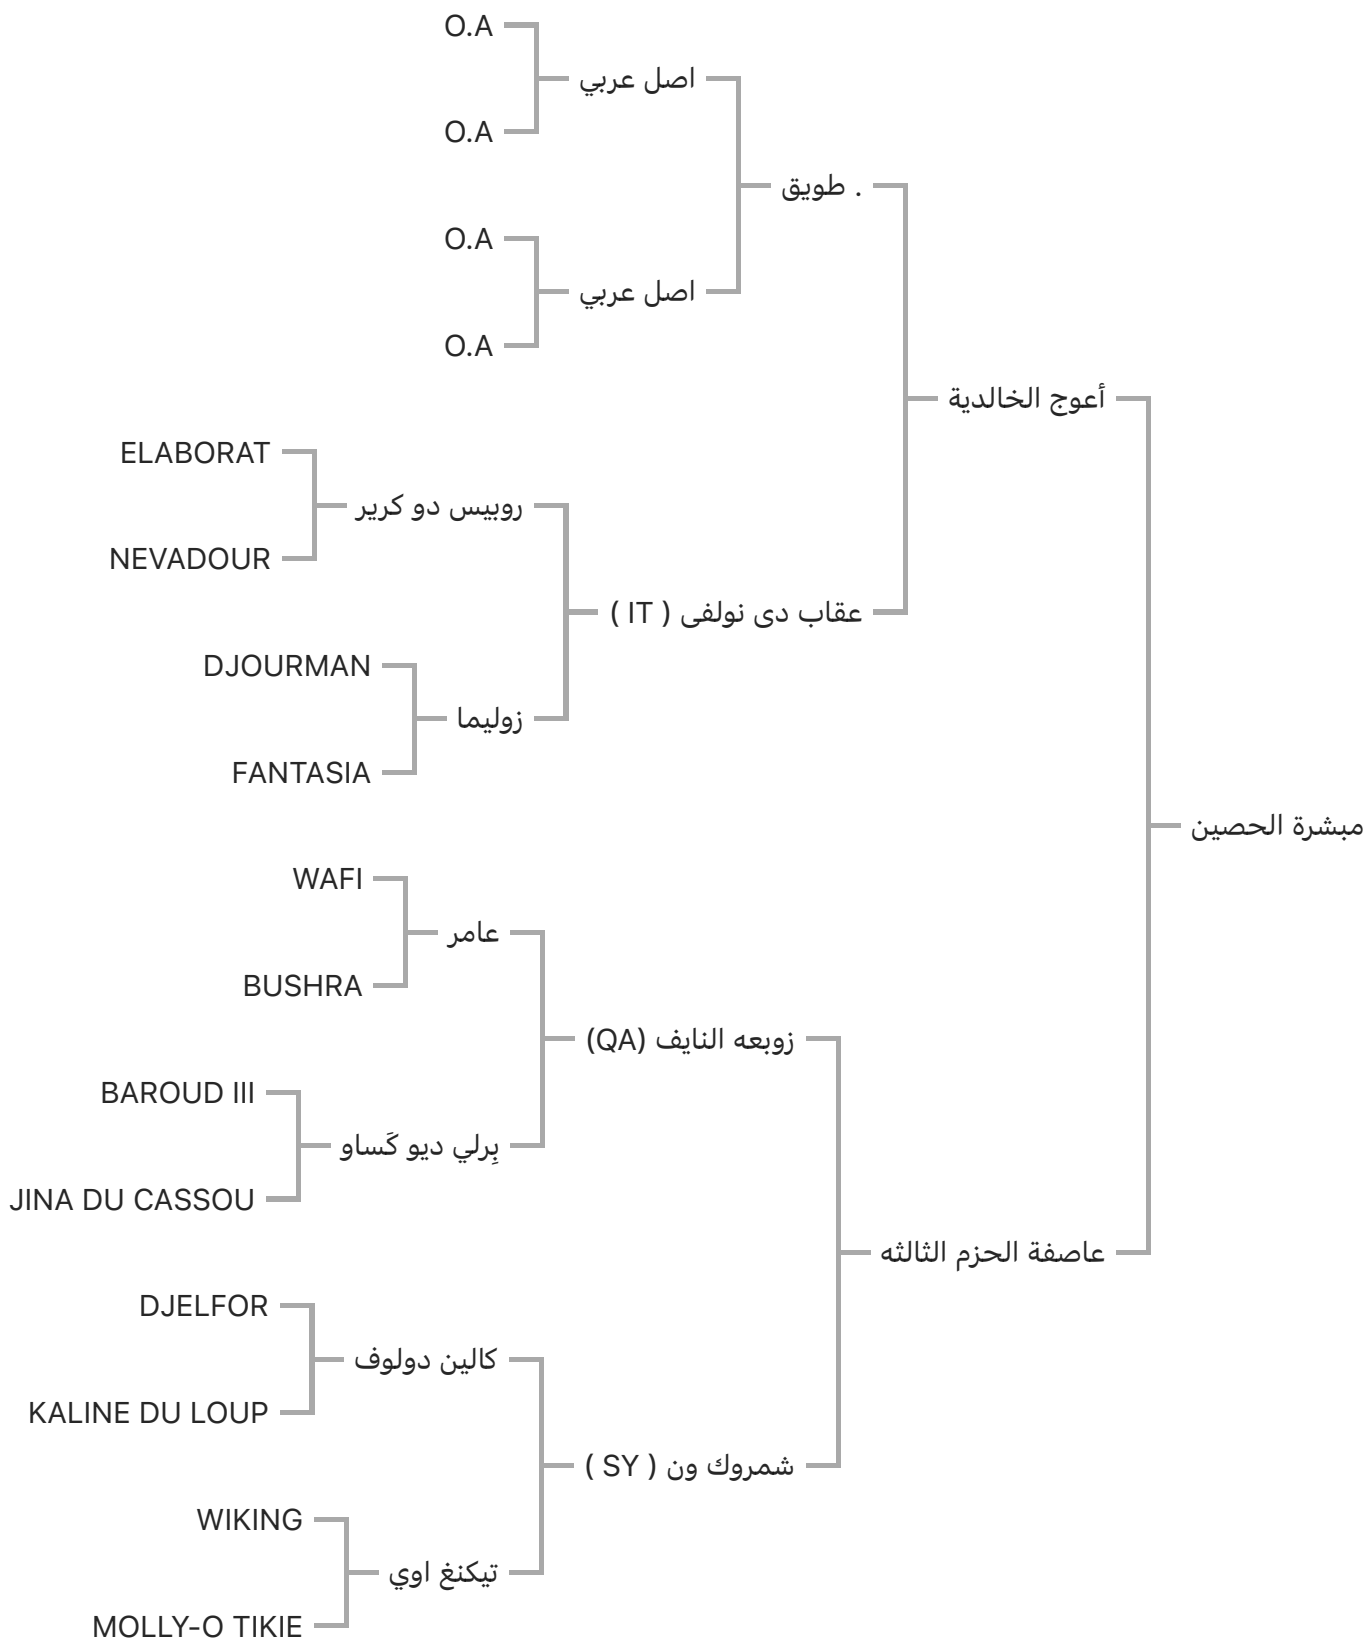 O.A
اصل عربي
O.A
. طويق
O.A
اصل عربي
O.A
أعوج الخالدية
ELABORAT
روبيس دو كرير
NEVADOUR
عقاب دى نولفى ( IT )
DJOURMAN
زوليما
FANTASIA
مبشرة الحصين
WAFI
عامر
BUSHRA
زوبعه النايف (QA)
BAROUD III
بِرلي ديو كَساو
JINA DU CASSOU
عاصفة الحزم الثالثه
DJELFOR
كالين دولوف
KALINE DU LOUP
شمروك ون ( SY )
WIKING
تيكنغ اوي
MOLLY-O TIKIE